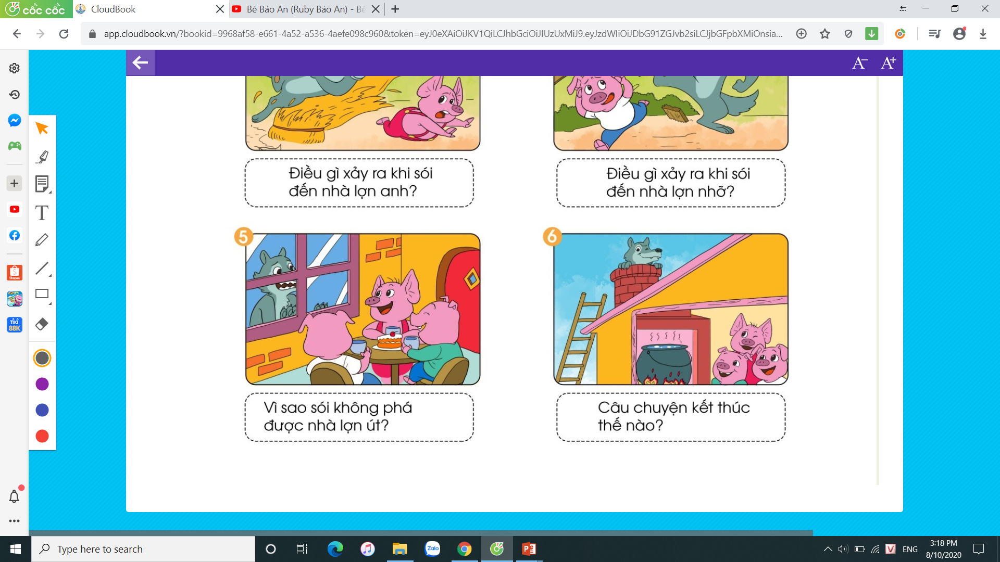 cốc cốc
CloudBook
Bé Bảo An (Ruby Bảo An) - Bé
app.cloudbook.vn/?bookid=9968af58-e661-4a52-a536-4aefe098c960&token=eyJ0eXAiOiJKV1QiLCJhbGciOiJIUzUxMiJ9.eyJzdWIiOiJDbG91ZGJvb2siLCJjbGFpbXMiOnsia...
A-
A+
T
Điều gì xảy ra khi sói
đến nhà lợn anh?
Điều gì xảy ra khi sói
đến nhà lợn nhỡ?
5
6
Vì sao sói không phá
được nhà lợn út?
Câu chuyện kết thúc
thế nào?
Shopee
TIKI
88K
Type here to search
Zalo
V
ENG
3:18 PM
8/10/2020